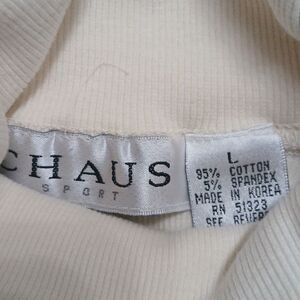 CHAUS
SPORT
L
95% COTTON
5% SPANDEX
MADE IN KOREA
RN 51323
SEE REVERSE